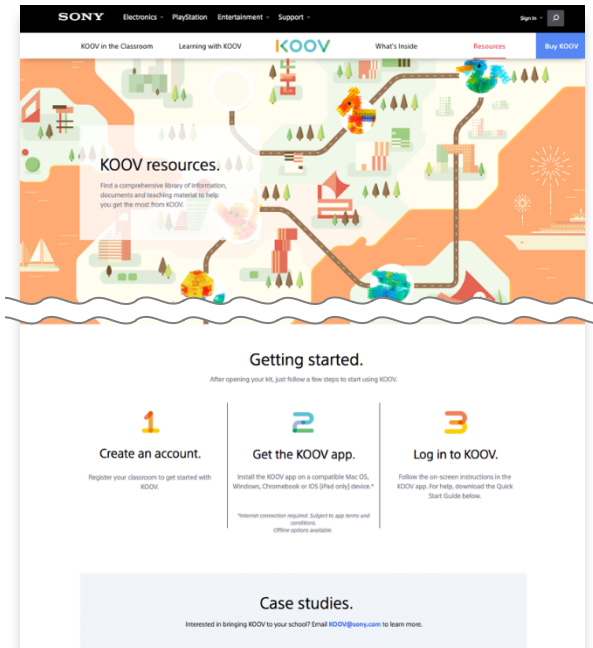 SONY Electronics PlayStation Entertainment Support Sign In
KOOV in the Classroom Learning with KOOV KOOV What's Inside Resources Buy KOOV
KOOV resources.
Find a comprehensive library of information,
documents and teaching material to help
you get the most from KOOV.
Getting started.
After opening your kit, just follow a few steps to start using KOOV.
1
Create an account.
Register your classroom to get started with
KOOV.
2
Get the KOOV app.
Install the KOOV app on a compatible Mac OS,
Windows, Chromebook or iOS (iPad only) device.*
*Internet connection required. Subject to app terms and
conditions.
Offline options available.
3
Log in to KOOV.
Follow the on-screen instructions in the
KOOV app. For help, download the Quick
Start Guide below.
Case studies.
Interested in bringing KOOV to your school? Email KOOV@sony.com to learn more.